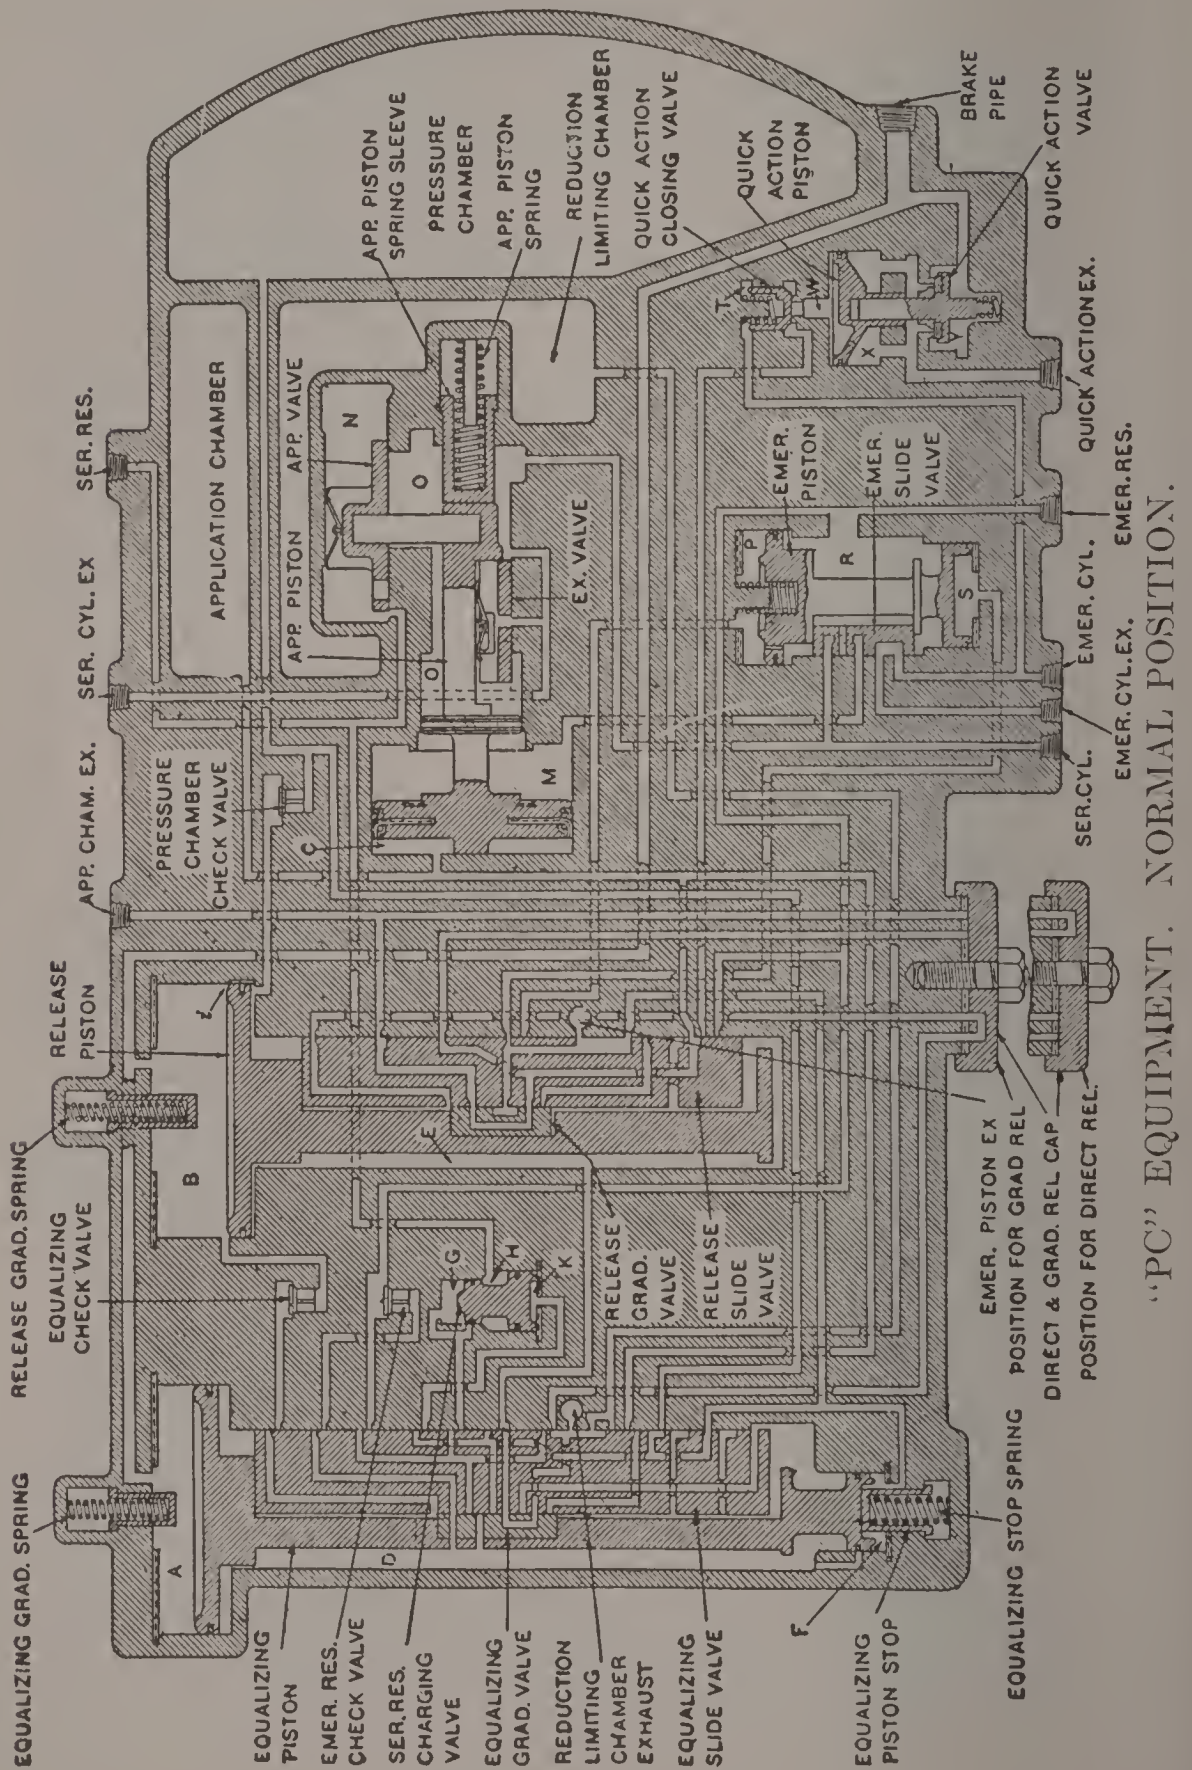 EQUALIZING GRAD. SPRING
RELEASE GRAD. SPRING
EQUALIZING
CHECK VALVE
RELEASE
PISTON
APP. CHAM. EX.
SER. CYL. EX
SER. RES.
PRESSURE
CHAMBER
CHECK VALVE
APPLICATION CHAMBER
APP. PISTON
APP. VALVE
APP. PISTON
SPRING SLEEVE
PRESSURE
CHAMBER
APP. PISTON
SPRING
REDUCTION
LIMITING CHAMBER
QUICK ACTION
CLOSING VALVE
QUICK
ACTION
PISTON
BRAKE
PIPE
QUICK ACTION
VALVE
A
B
C
D
E
F
G
H
K
M
N
O
O
P
R
S
T
W
X
Y
EX. VALVE
EMER.
PISTON
EMER.
SLIDE
VALVE
EQUALIZING
PISTON
EMER. RES.
CHECK VALVE
SER. RES.
CHARGING
VALVE
EQUALIZING
GRAD. VALVE
REDUCTION
LIMITING
CHAMBER
EXHAUST
EQUALIZING
SLIDE VALVE
EQUALIZING
PISTON STOP
RELEASE
GRAD.
VALVE
RELEASE
SLIDE
VALVE
EQUALIZING STOP SPRING
EMER. PISTON EX
POSITION FOR GRAD REL
DIRECT & GRAD. REL CAP
POSITION FOR DIRECT REL.
SER.CYL.
EMER. CYL. EX.
EMER. CYL.
EMER. RES.
QUICK ACTION EX.
"PC" EQUIPMENT. NORMAL POSITION.